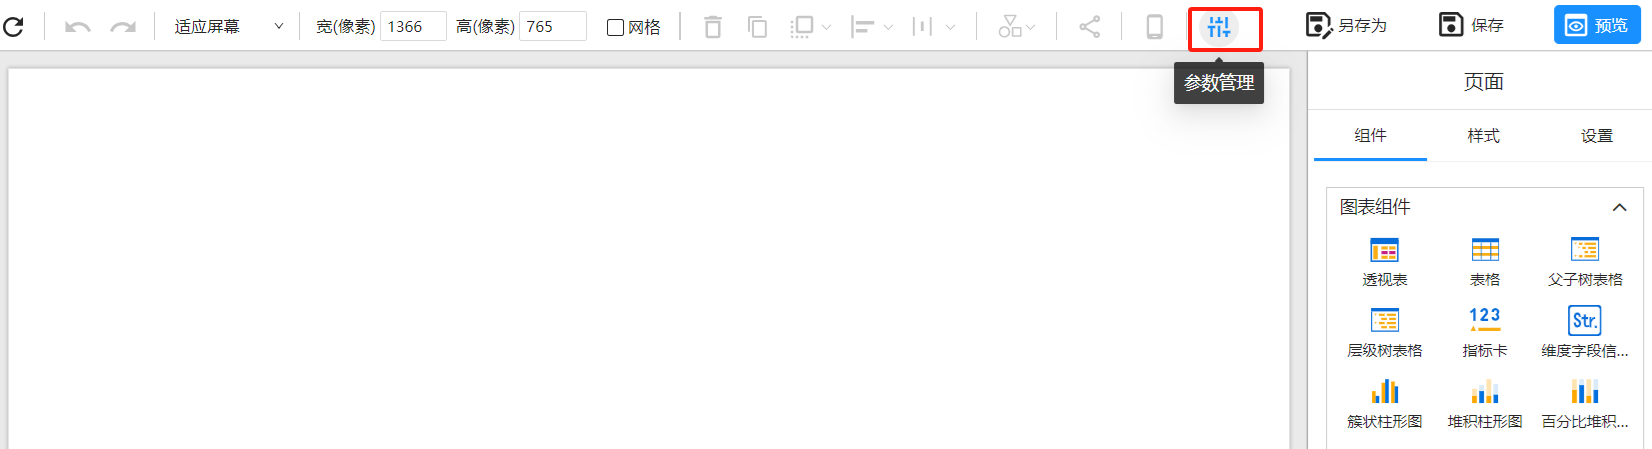 适应屏幕 宽(像素) 1366 高(像素) 765 网格 另存为 保存 预览
参数管理
页面
组件 样式 设置
图表组件
透视表 表格 父子树表格
123 Str.
层级树表格 指标卡 维度字段信...
簇状柱形图 堆积柱形图 百分比堆积...